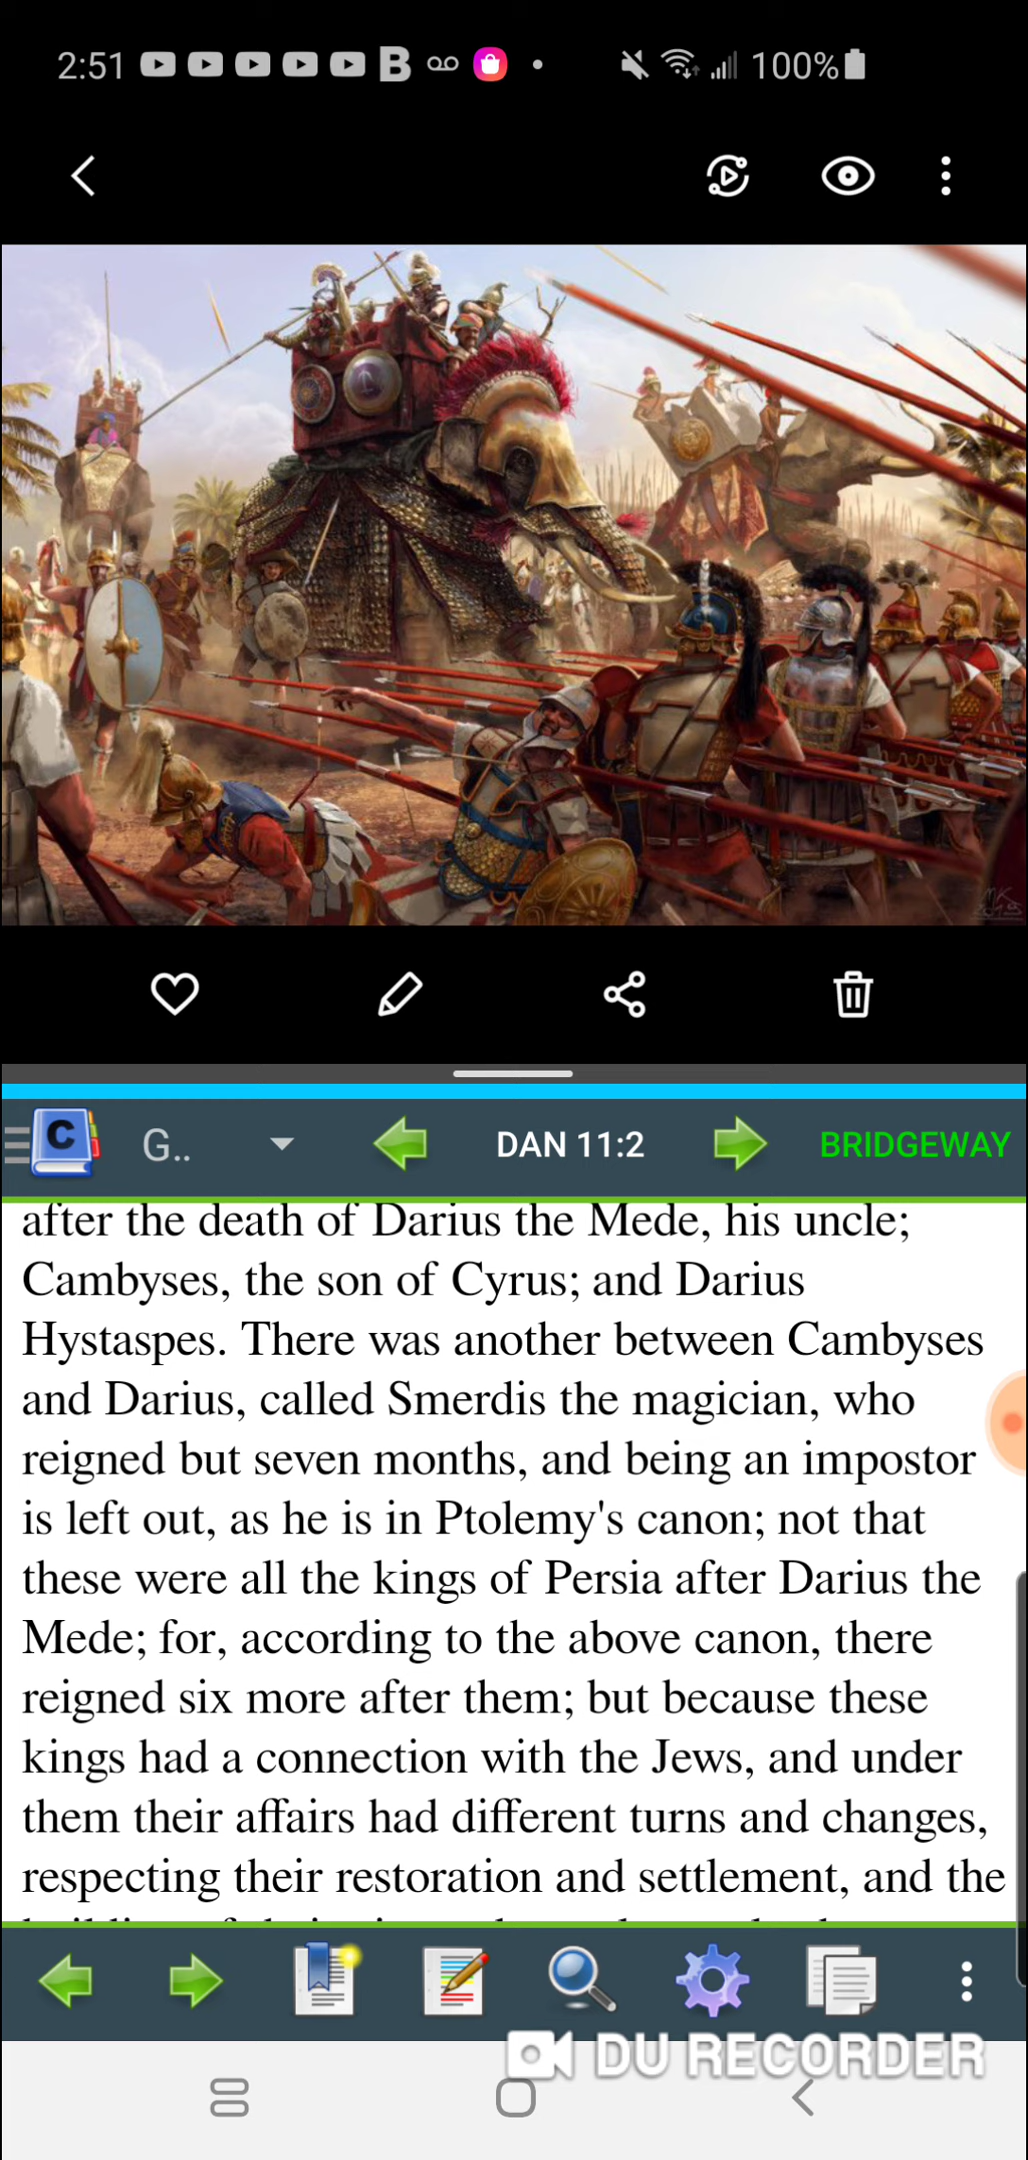 2:51
B
100%
C
G..
DAN 11:2
BRIDGEWAY
after the death of Darius the Mede, his uncle;
Cambyses, the son of Cyrus; and Darius
Hystaspes. There was another between Cambyses
and Darius, called Smerdis the magician, who
reigned but seven months, and being an impostor
is left out, as he is in Ptolemy's canon; not that
these were all the kings of Persia after Darius the
Mede; for, according to the above canon, there
reigned six more after them; but because these
kings had a connection with the Jews, and under
them their affairs had different turns and changes,
respecting their restoration and settlement, and the
DU RECORDER